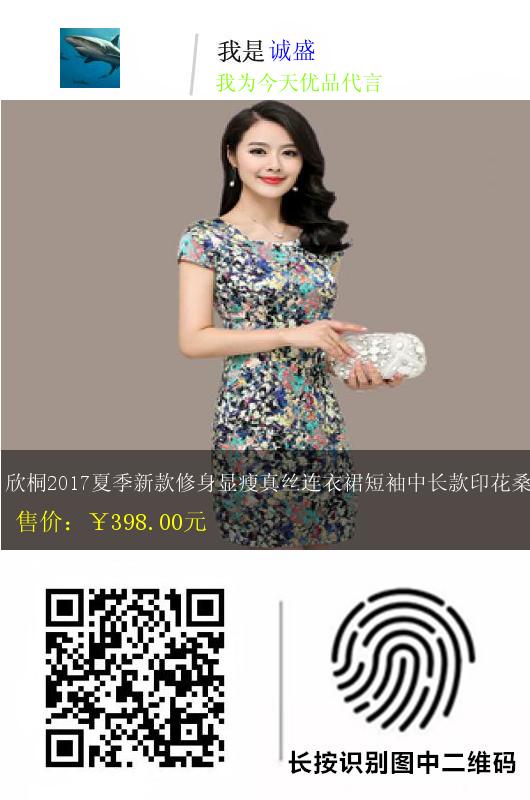 我是诚盛
我为今天优品代言
欣桐2017夏季新款修身显瘦真丝连衣裙短袖中长款印花桑
售价：￥398.00元
长按识别图中二维码